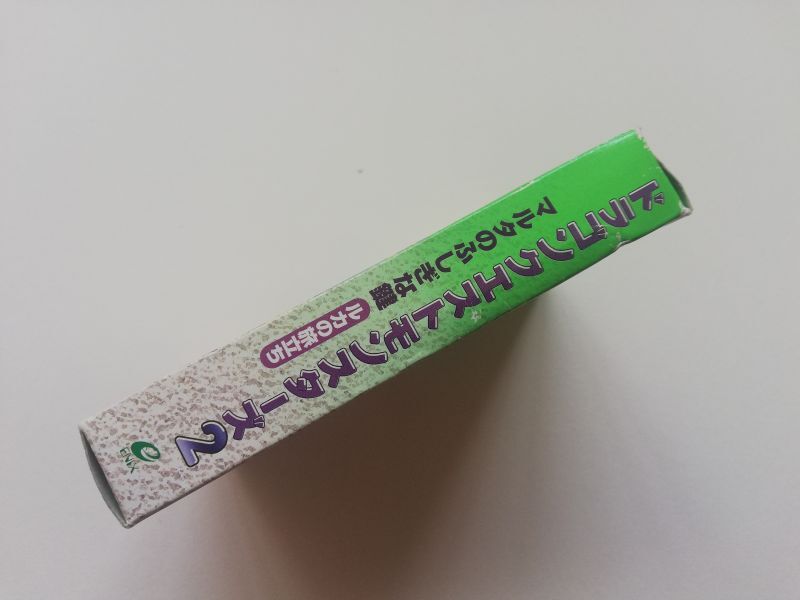 ドラゴンクエストモンスターズ2
マルタのふしぎな鍵
ルカの旅立ち
ENIX